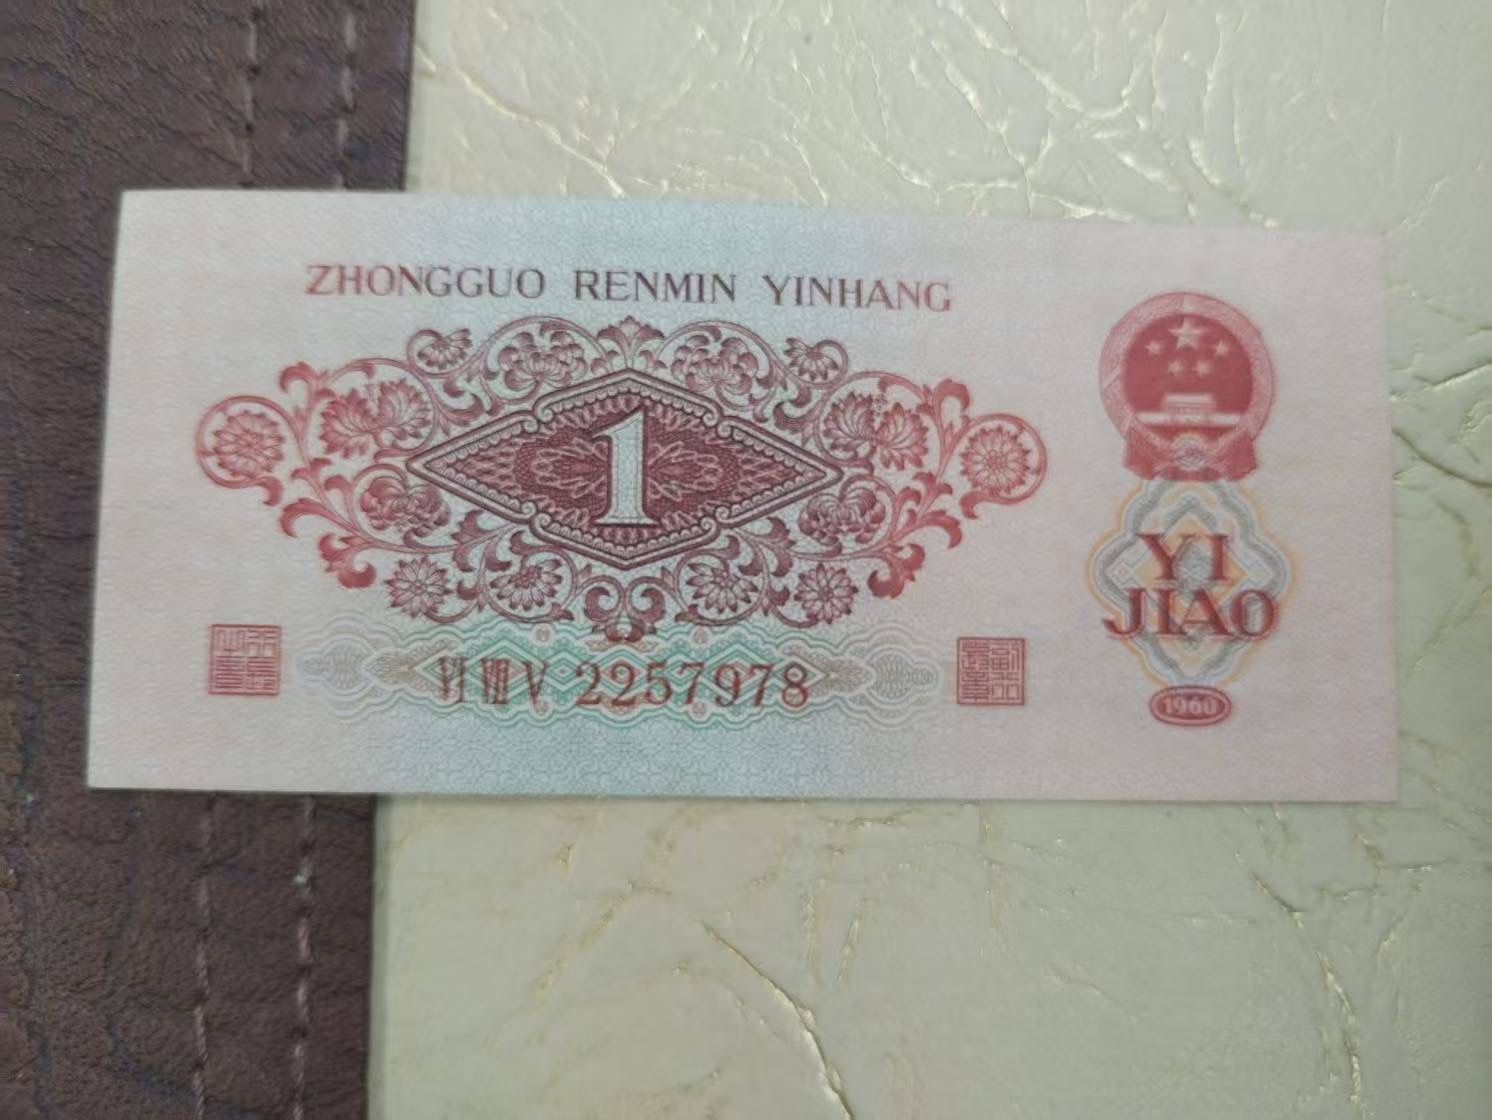 ZHONGGUO RENMIN YINHANG
1
YI
JIAO
VI VIII V 2257978
1960